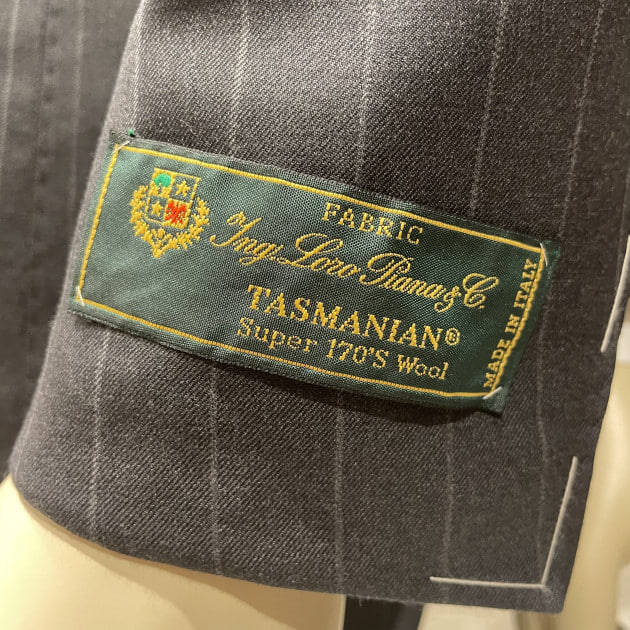 FABRIC
Ing. Loro Piana & C.
TASMANIAN®
Super 170'S Wool
MADE IN ITALY